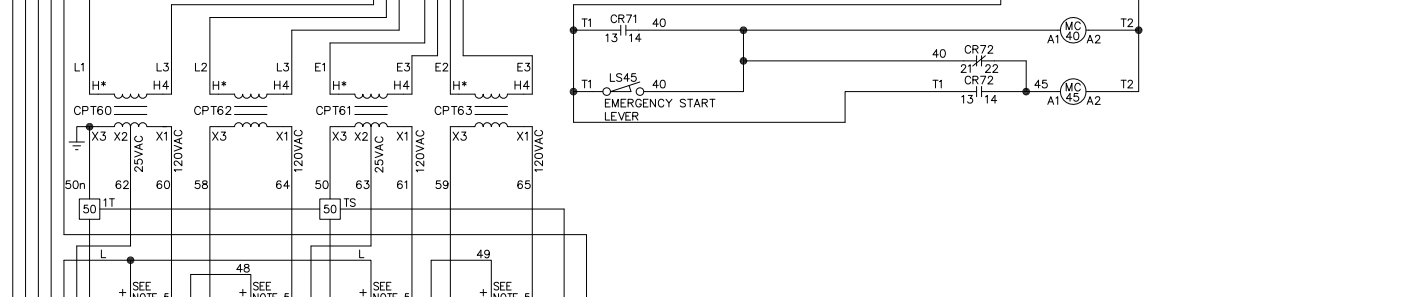 CR71
T1 40 MC T2
13 14 40
A1 A2
40 CR72
21 22
L1 L3 L2 L3 E1 E3 E2 E3
H* H4 H* H4 H* H4 H* H4
LS45 CR72
T1 40 T1 45 MC T2
13 14 45
A1 A2
EMERGENCY START
LEVER
CPT60 CPT62 CPT61 CPT63
X3 X2 X1 X3 X1 X3 X2 X1 X3 X1
25VAC 120VAC 120VAC 25VAC 120VAC 120VAC
50n 62 60 58 64 50 63 61 59 65
50 1T 50 TS
L L 49
48
+ SEE + SEE + SEE + SEE
NOTE 5 NOTE 5 NOTE 5 NOTE 5